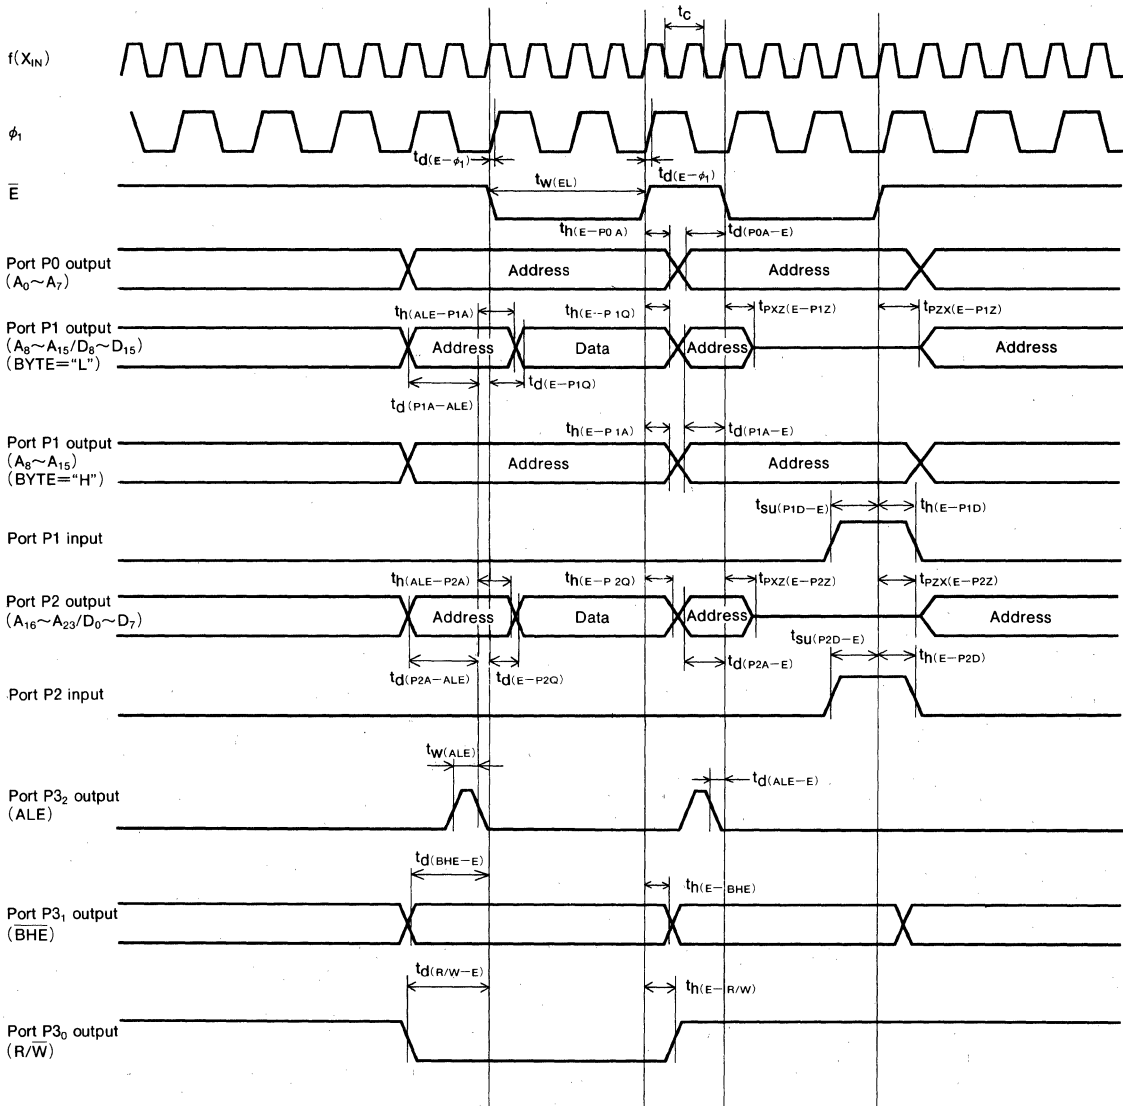 tC
f(XIN)
ϕ1
td(E−ϕ1)
tW(EL)
td(E−ϕ1)
E̅
th(E−P0 A)
td(P0A−E)
Port P0 output
(A0～A7)
Address
Address
th(ALE−P1A)
th(E−P 1Q)
tPXZ(E−P1Z)
tPZX(E−P1Z)
Port P1 output
(A8～A15/D8～D15)
(BYTE="L")
Address
Data
Address
Address
td(P1A−ALE)
td(E−P1Q)
th(E−P 1A)
td(P1A−E)
Port P1 output
(A8～A15)
(BYTE="H")
Address
Address
tSU(P1D−E)
th(E−P1D)
Port P1 input
th(ALE−P2A)
th(E−P 2Q)
tPXZ(E−P2Z)
tPZX(E−P2Z)
Port P2 output
(A16～A23/D0～D7)
Address
Data
Address
Address
tSU(P2D−E)
td(P2A−ALE)
td(E−P2Q)
td(P2A−E)
th(E−P2D)
Port P2 input
tW(ALE)
td(ALE−E)
Port P32 output
(ALE)
td(BHE−E)
th(E−BHE)
Port P31 output
(B̅H̅E̅)
td(R/W−E)
th(E−R/W)
Port P30 output
(R/W̅)